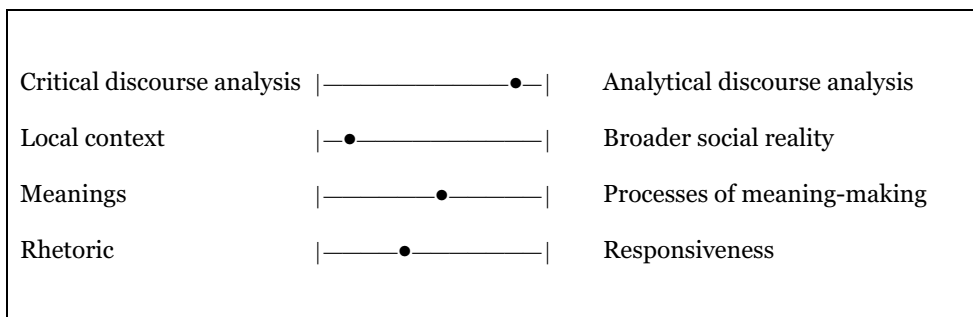 Critical discourse analysis |—————————●—| Analytical discourse analysis
Local context |—●—————————| Broader social reality
Meanings |——————●—————| Processes of meaning-making
Rhetoric |————●———————| Responsiveness